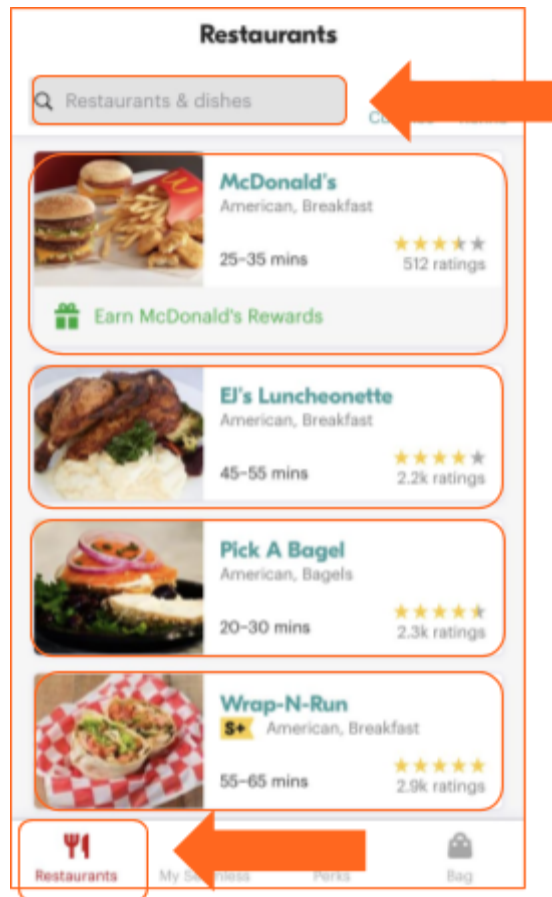 Restaurants
Restaurants & dishes
McDonald's
American, Breakfast
25–35 mins
512 ratings
Earn McDonald's Rewards
EJ's Luncheonette
American, Breakfast
45–55 mins
2.2k ratings
Pick A Bagel
American, Bagels
20–30 mins
2.3k ratings
Wrap-N-Run
S+ American, Breakfast
55–65 mins
2.9k ratings
Restaurants My Perks Bag